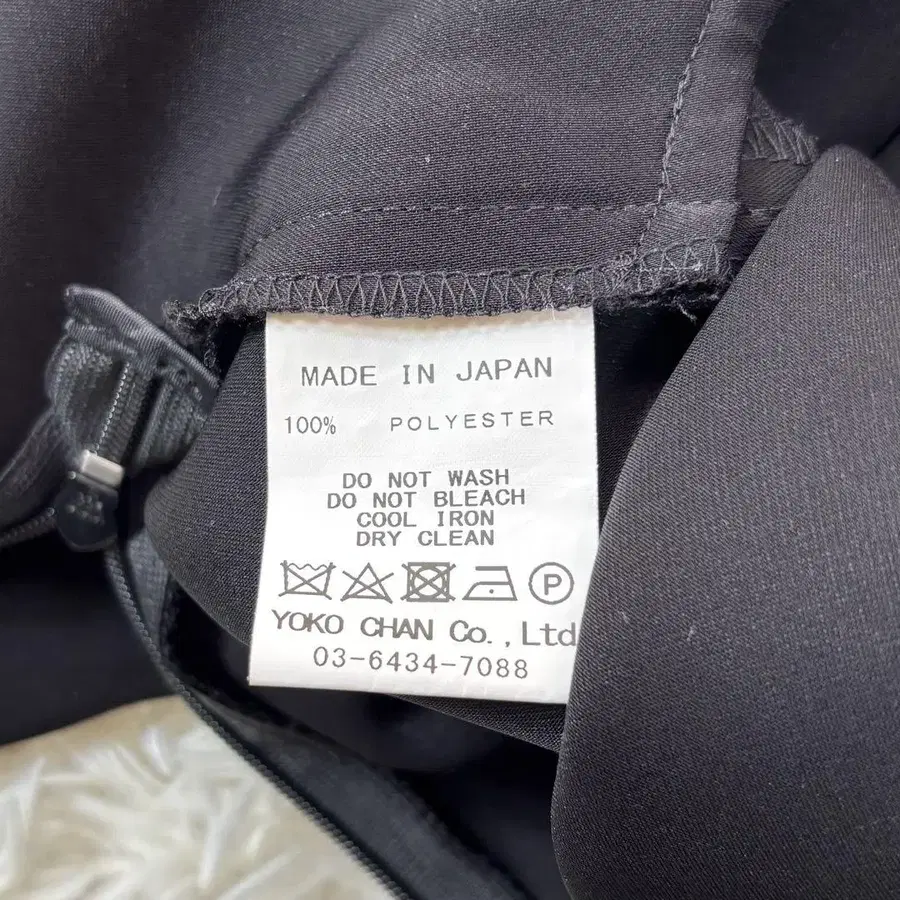 MADE IN JAPAN
100% POLYESTER
DO NOT WASH
DO NOT BLEACH
COOL IRON
DRY CLEAN
P
YOKO CHAN Co.,Ltd
03-6434-7088